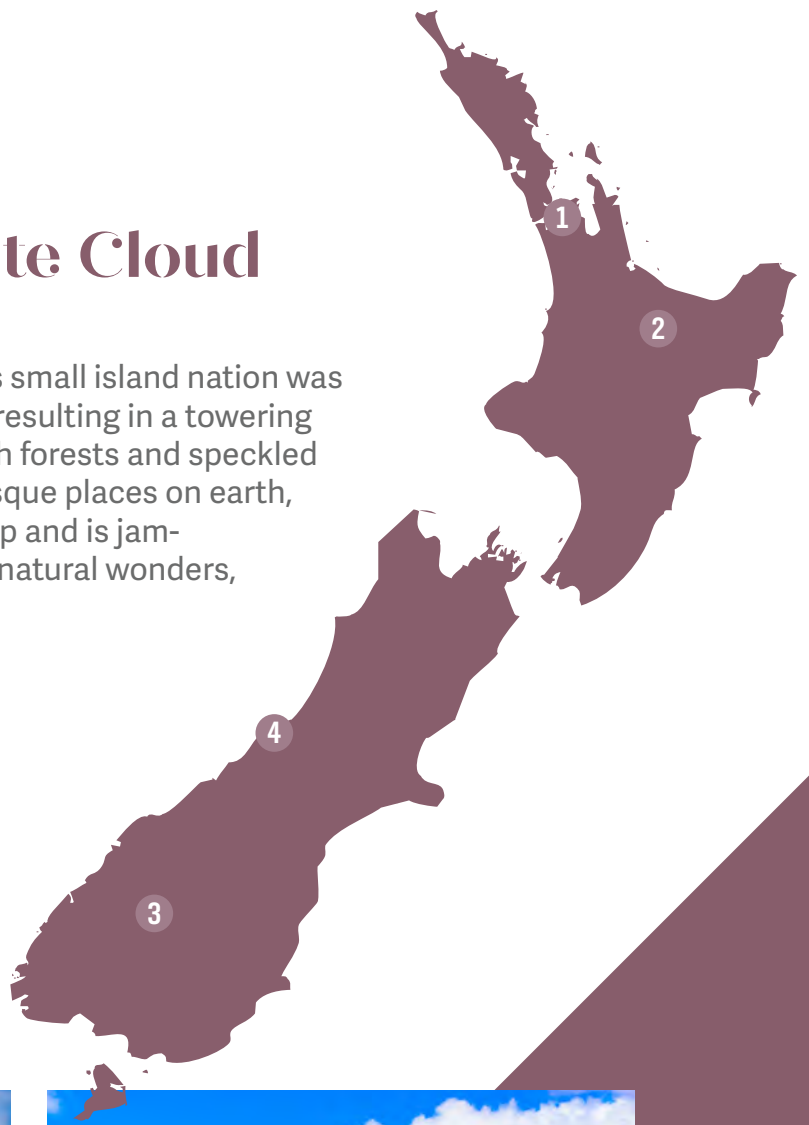 te Cloud
s small island nation was
resulting in a towering
h forests and speckled
sque places on earth,
p and is jam-
natural wonders,
1
2
4
3